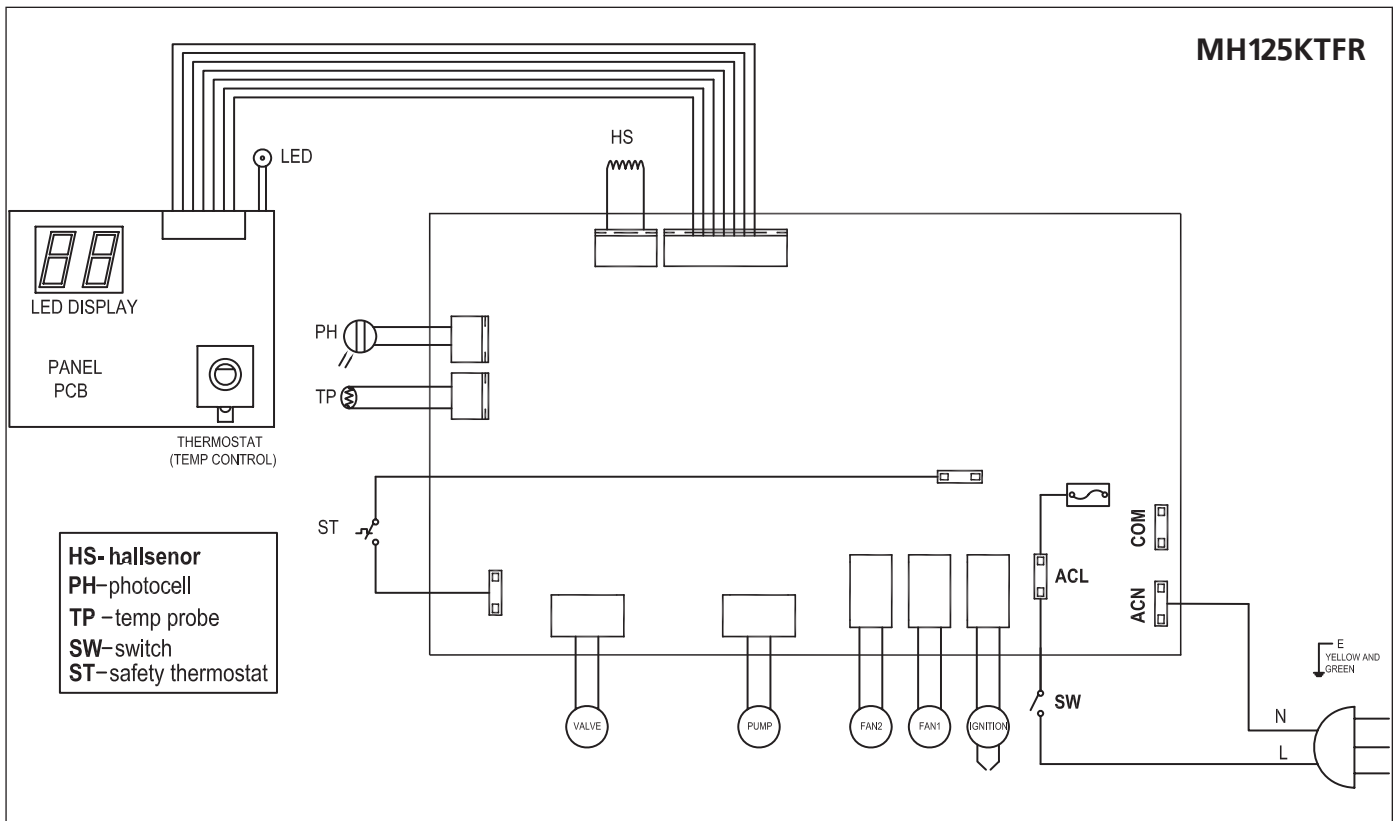 MH125KTFR
HS
LED
LED DISPLAY
PH
PANEL
PCB
TP
THERMOSTAT
(TEMP CONTROL)
ST
HS- hallsenor
PH–photocell
TP –temp probe
SW–switch
ST–safety thermostat
COM
ACL
ACN
E
YELLOW AND
GREEN
SW
N
L
VALVE
PUMP
FAN2
FAN1
IGNITION